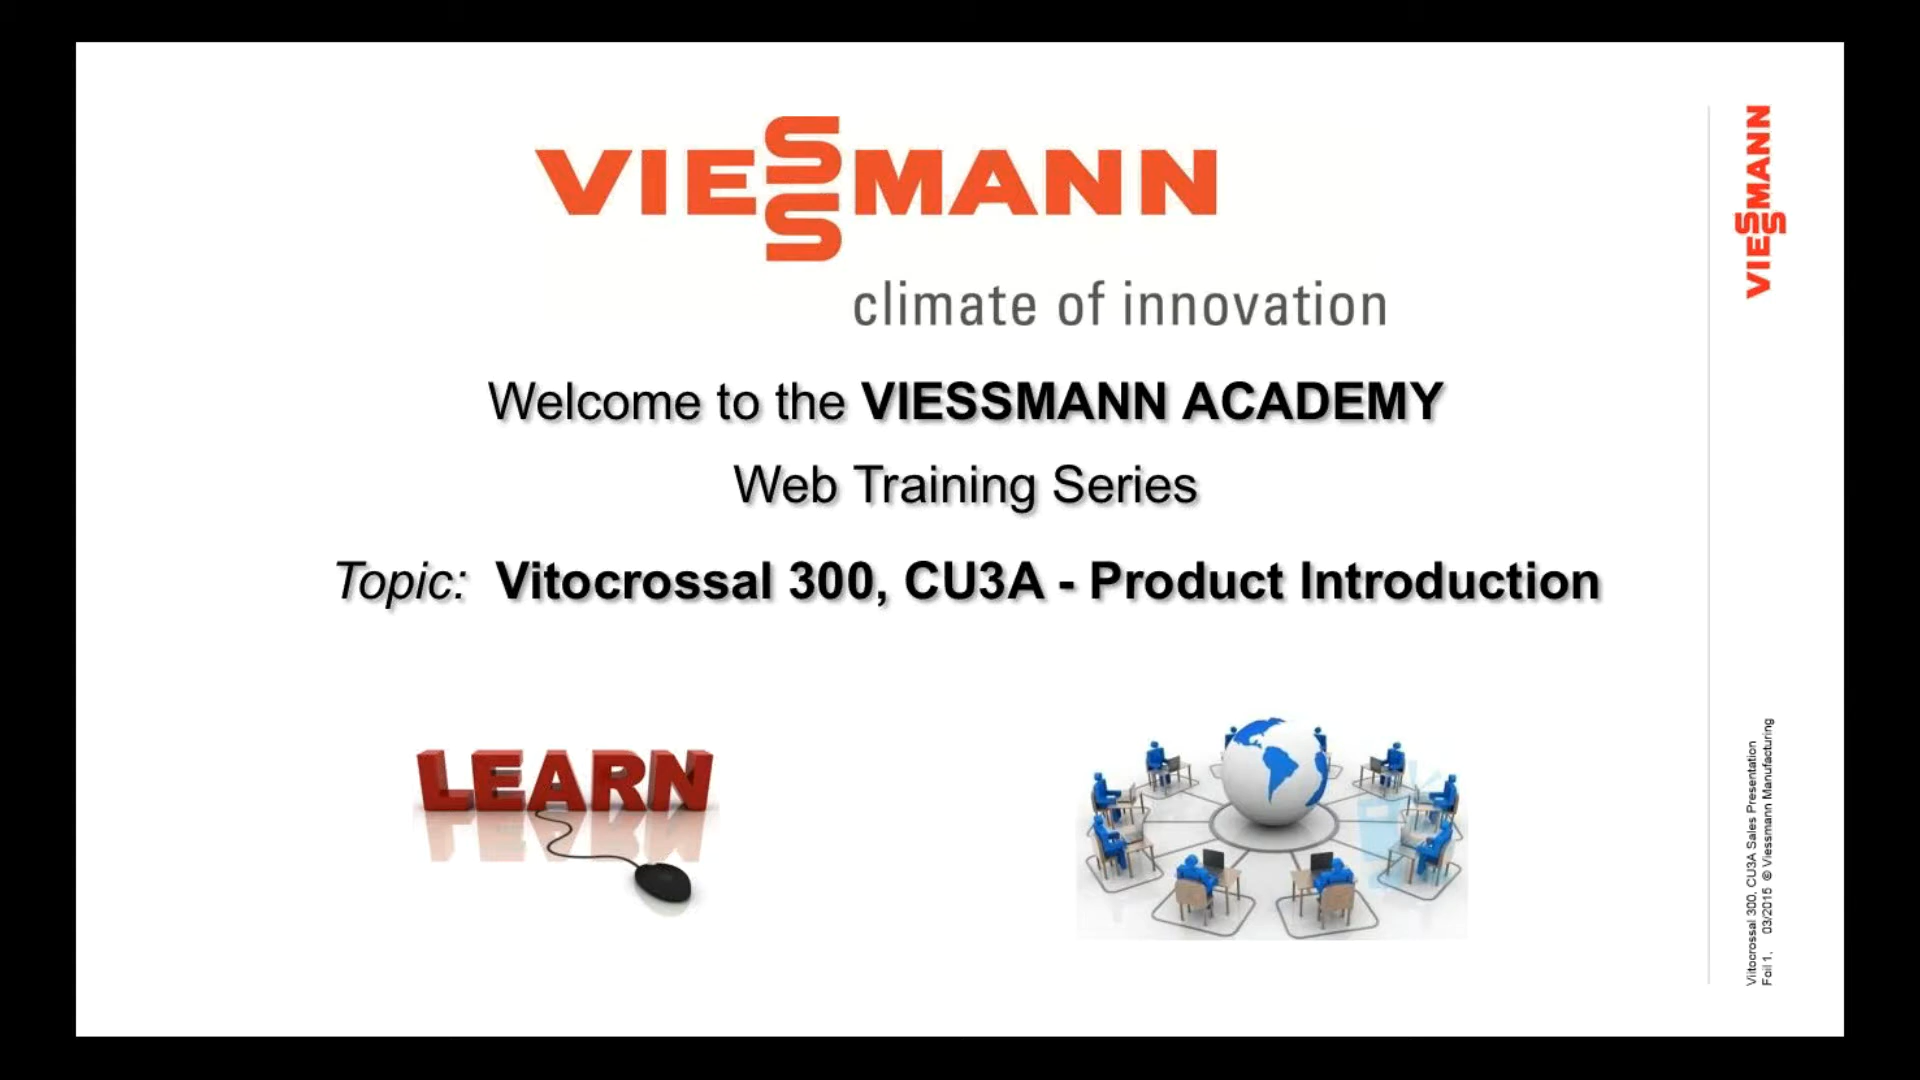 VIESSMANN
climate of innovation
Welcome to the VIESSMANN ACADEMY
Web Training Series
Topic: Vitocrossal 300, CU3A - Product Introduction
LEARN
VIESSMANN
Viitocrossal 300, CU3A Sales Presentation
Foil 1, 03/2015 © Viessmann Manufacturing